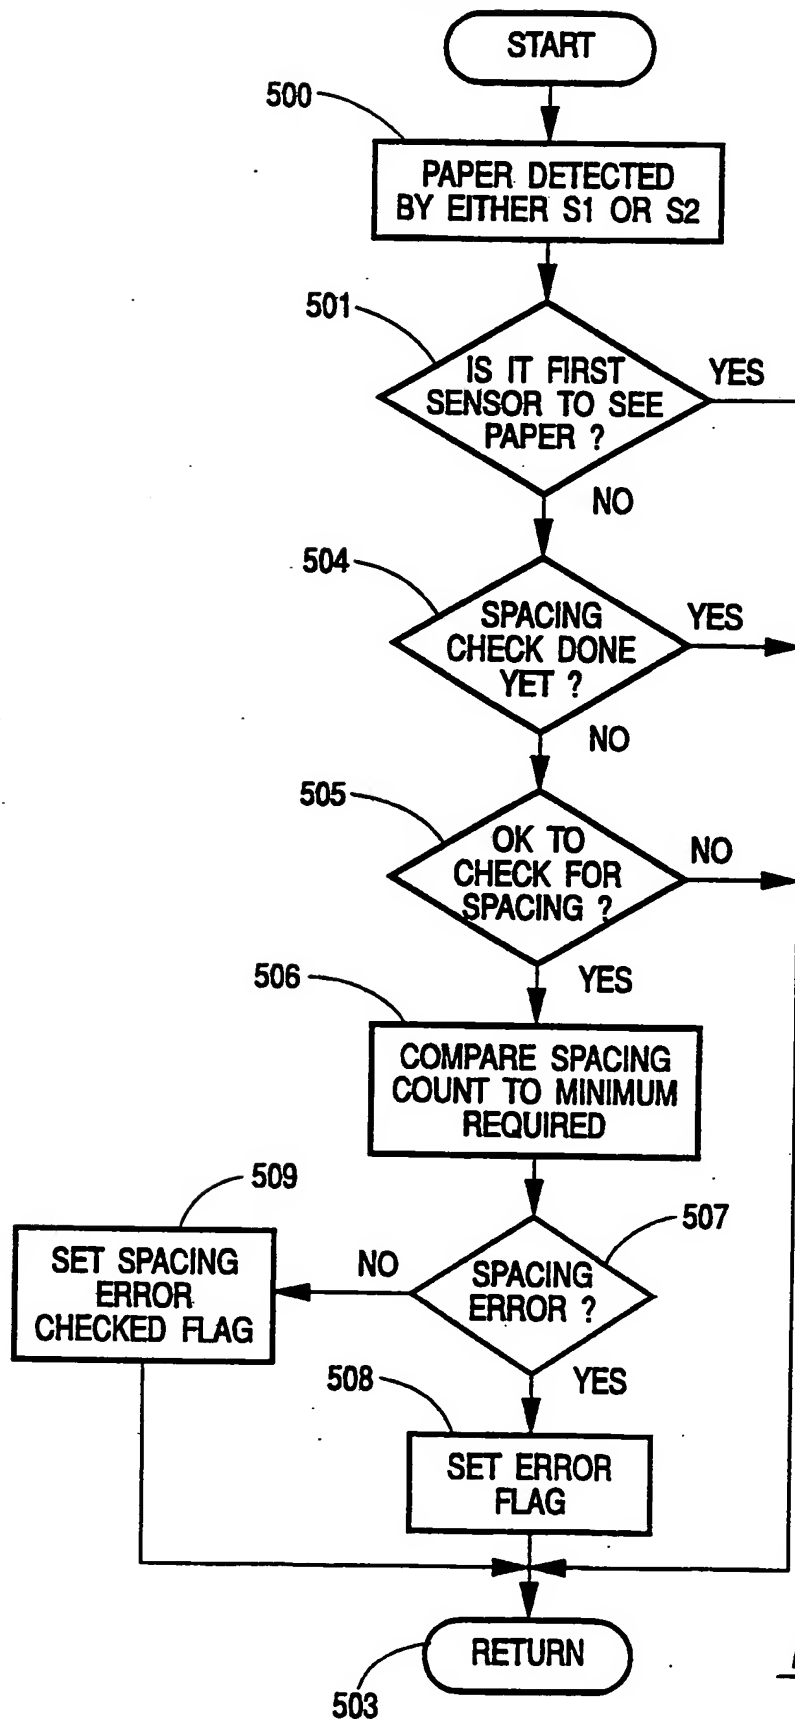 START
500
PAPER DETECTED
BY EITHER S1 OR S2
501
IS IT FIRST
SENSOR TO SEE
PAPER ?
YES
NO
504
SPACING
CHECK DONE
YET ?
YES
NO
505
OK TO
CHECK FOR
SPACING ?
NO
YES
506
COMPARE SPACING
COUNT TO MINIMUM
REQUIRED
509
507
SET SPACING
ERROR
CHECKED FLAG
NO
SPACING
ERROR ?
YES
508
SET ERROR
FLAG
RETURN
503